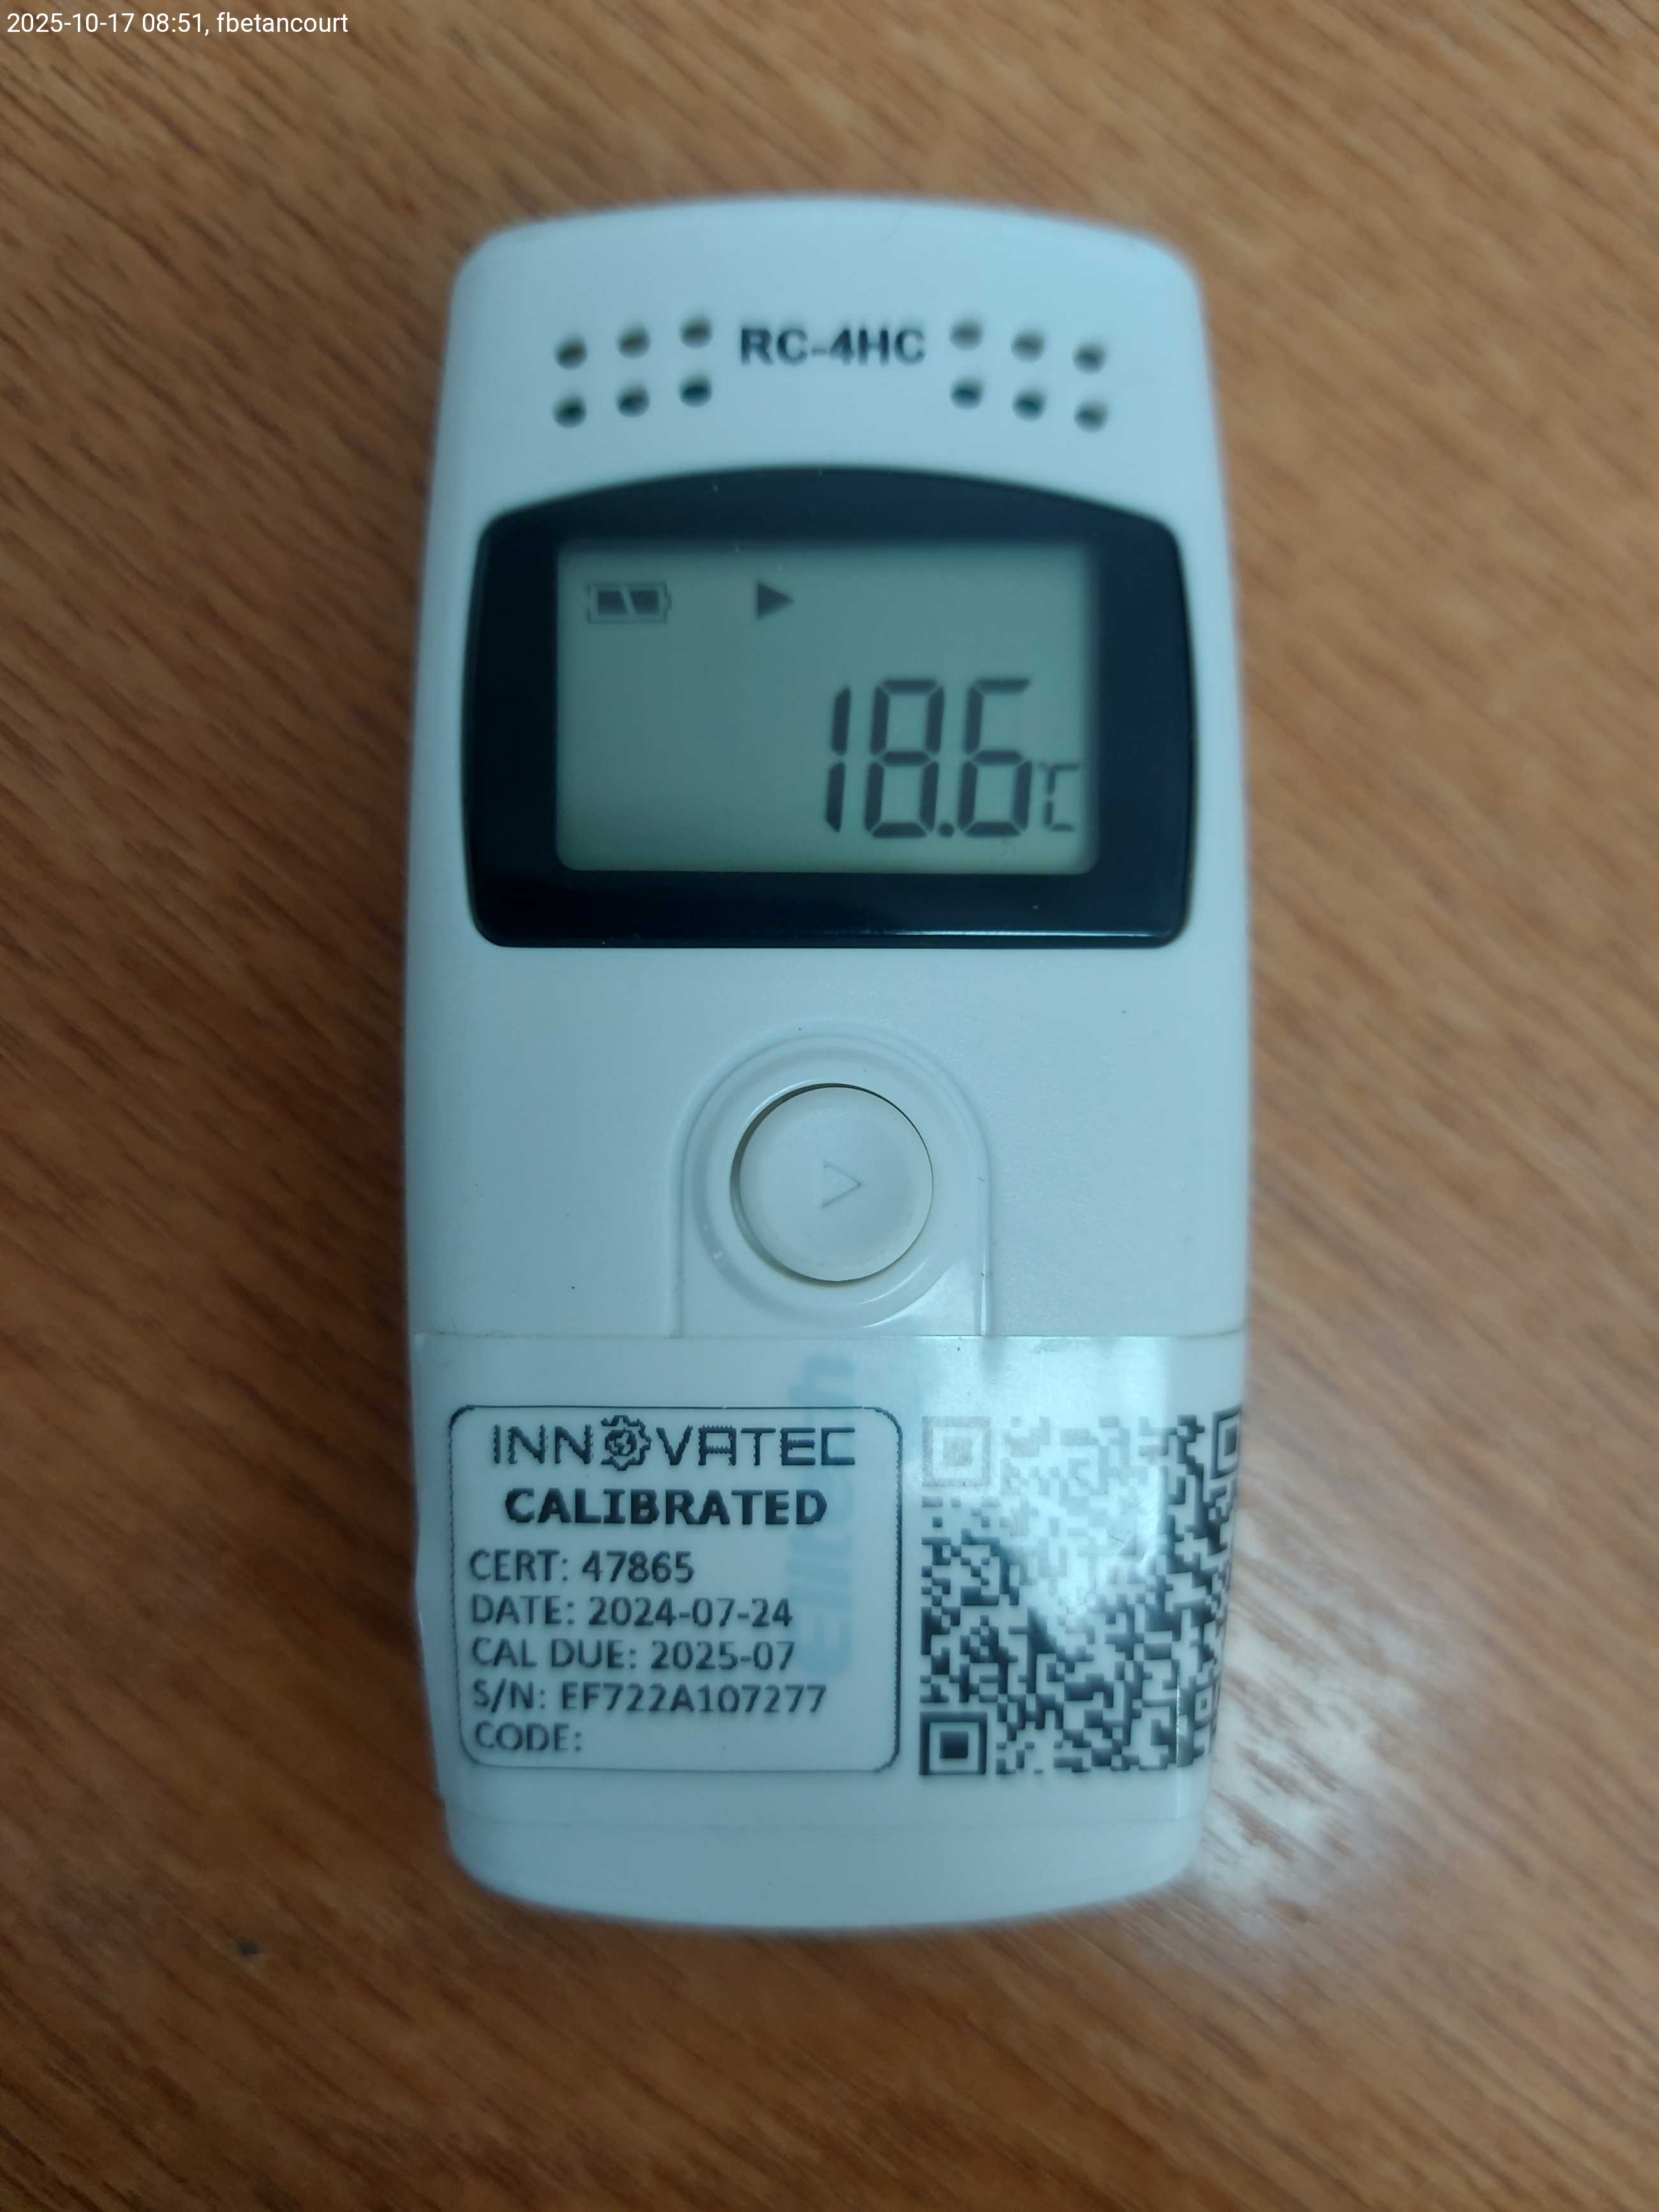 2025-10-17 08:51, fbetancourt
RC-4HC
18.6°C
INNOVATEC
CALIBRATED
CERT: 47865
DATE: 2024-07-24
CAL DUE: 2025-07
S/N: EF722A107277
CODE:
Elitech